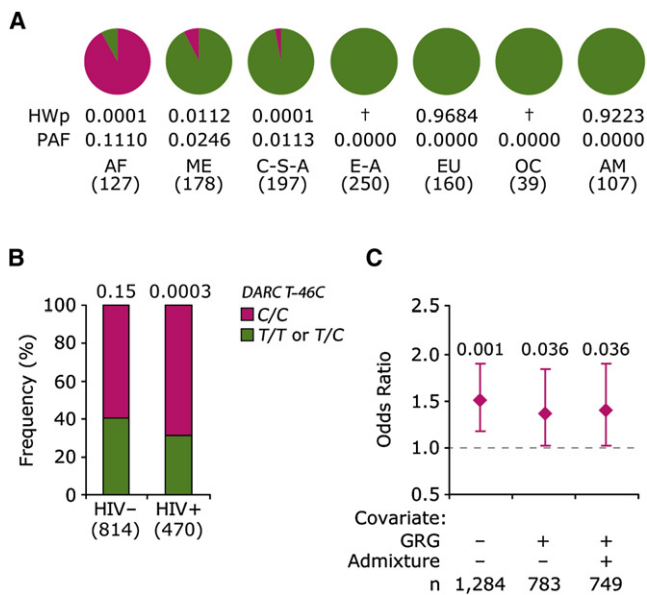 A
HWp 0.0001 0.0112 0.0001 † 0.9684 † 0.9223
PAF 0.1110 0.0246 0.0113 0.0000 0.0000 0.0000 0.0000
AF ME C-S-A E-A EU OC AM
(127) (178) (197) (250) (160) (39) (107)
B
0.15 0.0003
DARC T-46C
C/C
T/T or T/C
Frequency (%)
100
80
60
40
20
0
HIV− HIV+
(814) (470)
C
Odds Ratio
2.5
2.0
1.5
1.0
0.5
0.001 0.036 0.036
Covariate:
GRG − + +
Admixture − − +
n 1,284 783 749